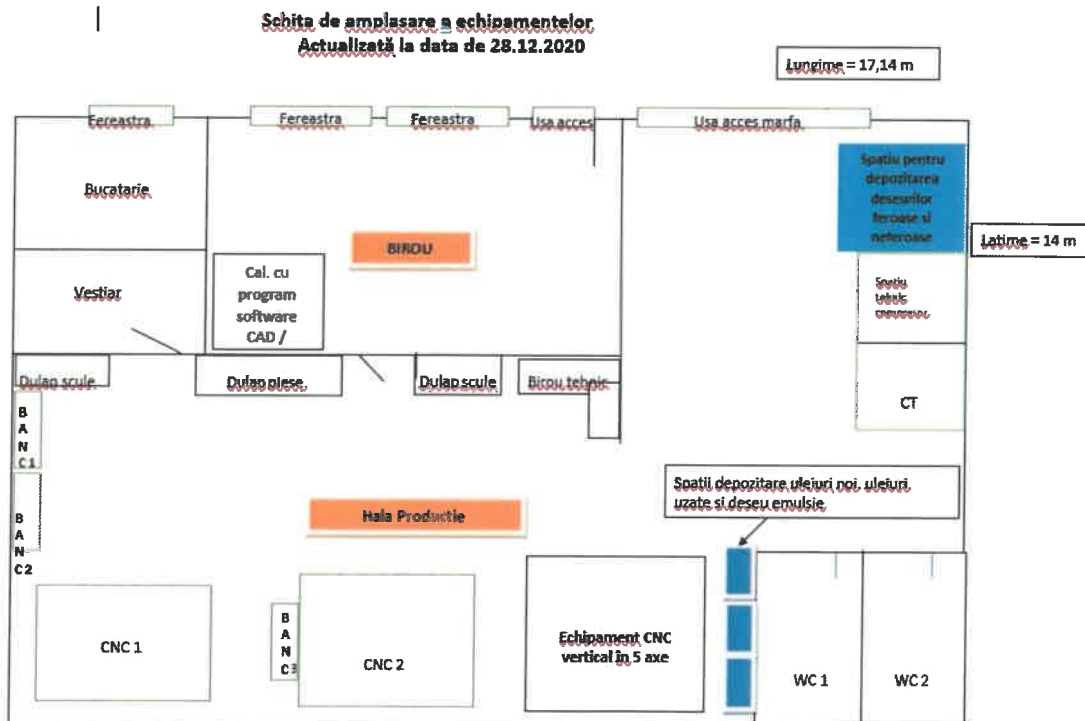 Schita de amplasare a echipamentelor
Actualizată la data de 28.12.2020
Lungime = 17,14 m
Fereastra
Fereastra
Fereastra
Usa acces
Usa acces marfa
Spatiu pentru
depozitarea
deseurilor
feroase si
neferoase
Bucatarie
BIROU
Latime = 14 m
Cal. cu
program
software
CAD /
Vestiar
Spatiu
tehnic
compresor
Dulap scule
Dulap piese
Dulap scule
Birou tehnic
CT
B
A
N
C1
Spatii depozitare uleiuri noi, uleiuri
uzate si deseu emulsie
Hala Productie
B
A
N
C2
CNC 1
B
A
N
C3
CNC 2
Echipament CNC
vertical în 5 axe
WC 1
WC 2